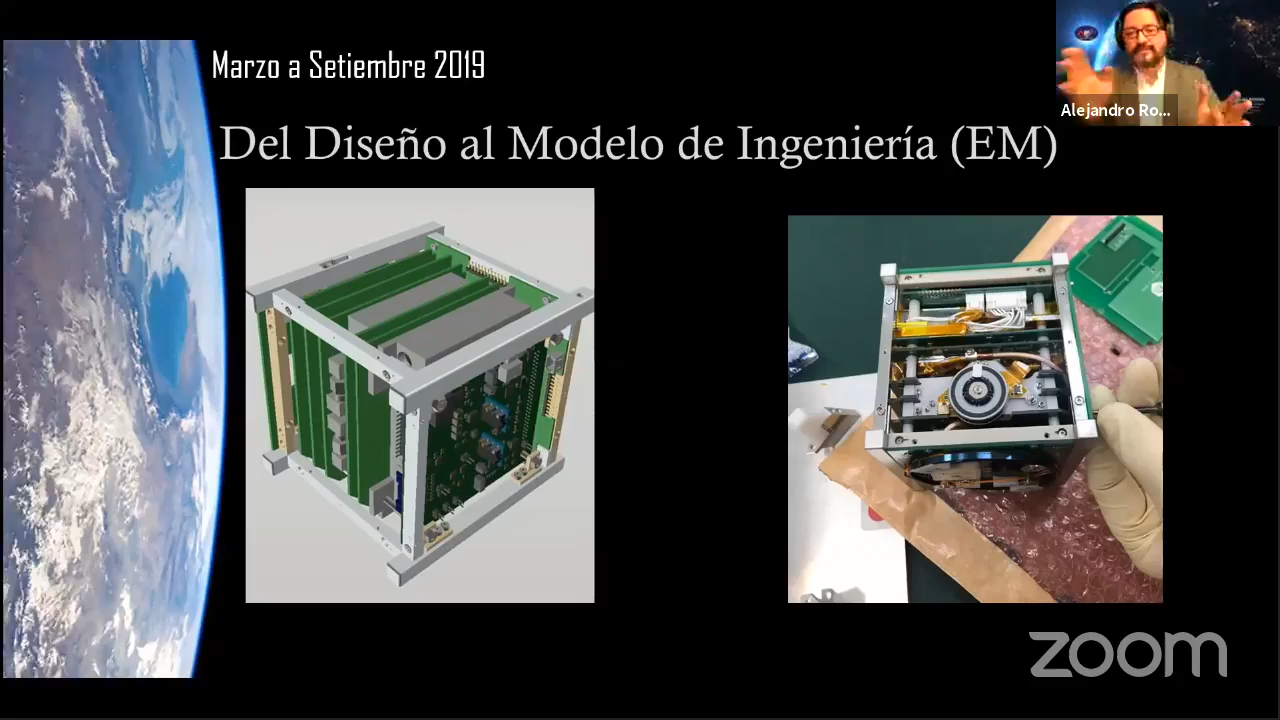 Marzo a Setiembre 2019
Alejandro Ro...
Del Diseño al Modelo de Ingeniería (EM)
zoom